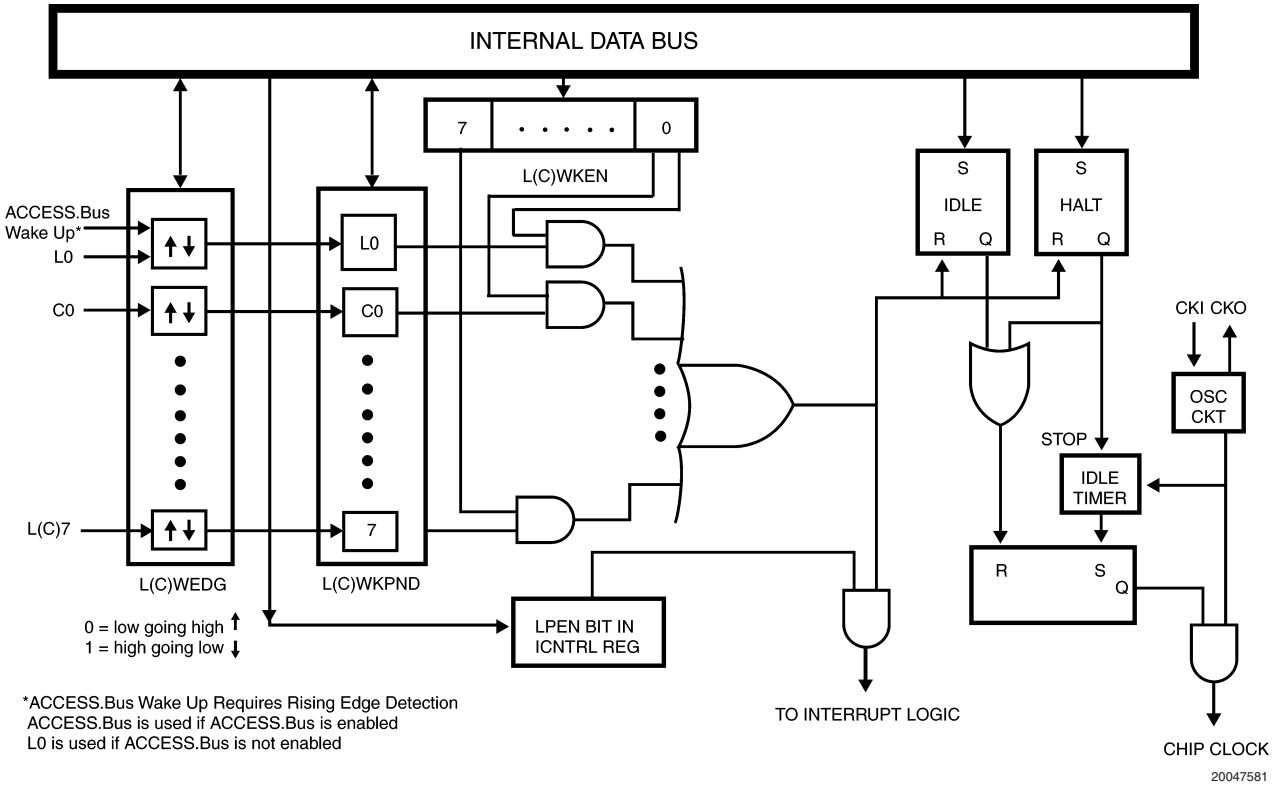 INTERNAL DATA BUS
7 . . . . . 0
L(C)WKEN
ACCESS.Bus
Wake Up*
L0
C0
L(C)7
L0
C0
7
L(C)WEDG
L(C)WKPND
0 = low going high
1 = high going low
S
IDLE
R Q
S
HALT
R Q
CKI CKO
OSC
CKT
STOP
IDLE
TIMER
R S
Q
LPEN BIT IN
ICNTRL REG
TO INTERRUPT LOGIC
CHIP CLOCK
*ACCESS.Bus Wake Up Requires Rising Edge Detection
ACCESS.Bus is used if ACCESS.Bus is enabled
L0 is used if ACCESS.Bus is not enabled
20047581